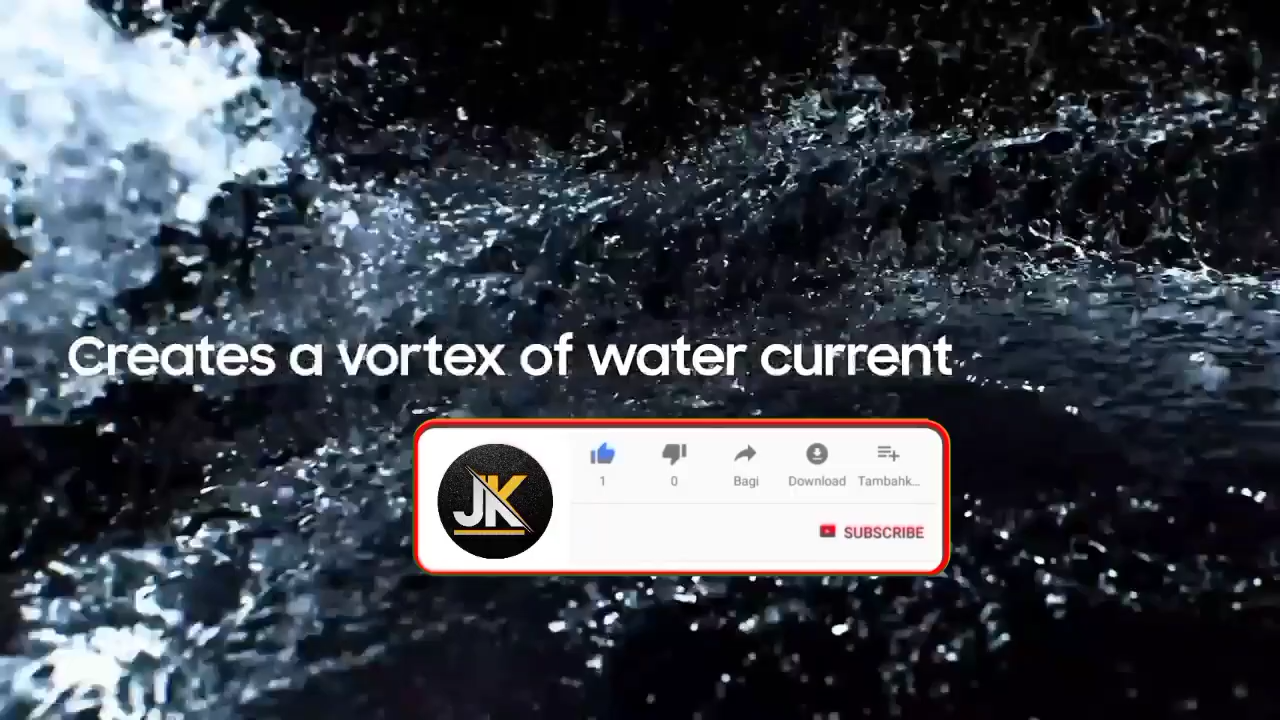 Creates a vortex of water current
JK
1 0 Bagi Download Tambahk...
SUBSCRIBE